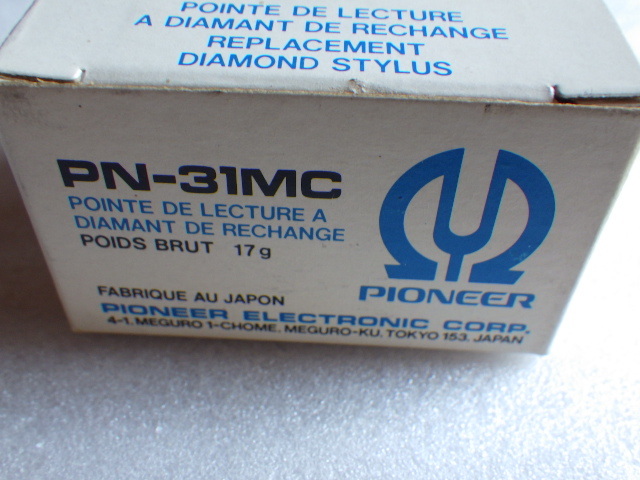 POINTE DE LECTURE
A DIAMANT DE RECHANGE
REPLACEMENT
DIAMOND STYLUS
PN-31MC
POINTE DE LECTURE A
DIAMANT DE RECHANGE
POIDS BRUT 17g
PIONEER
FABRIQUE AU JAPON
PIONEER ELECTRONIC CORP.
4-1, MEGURO 1-CHOME, MEGURO-KU, TOKYO 153, JAPAN